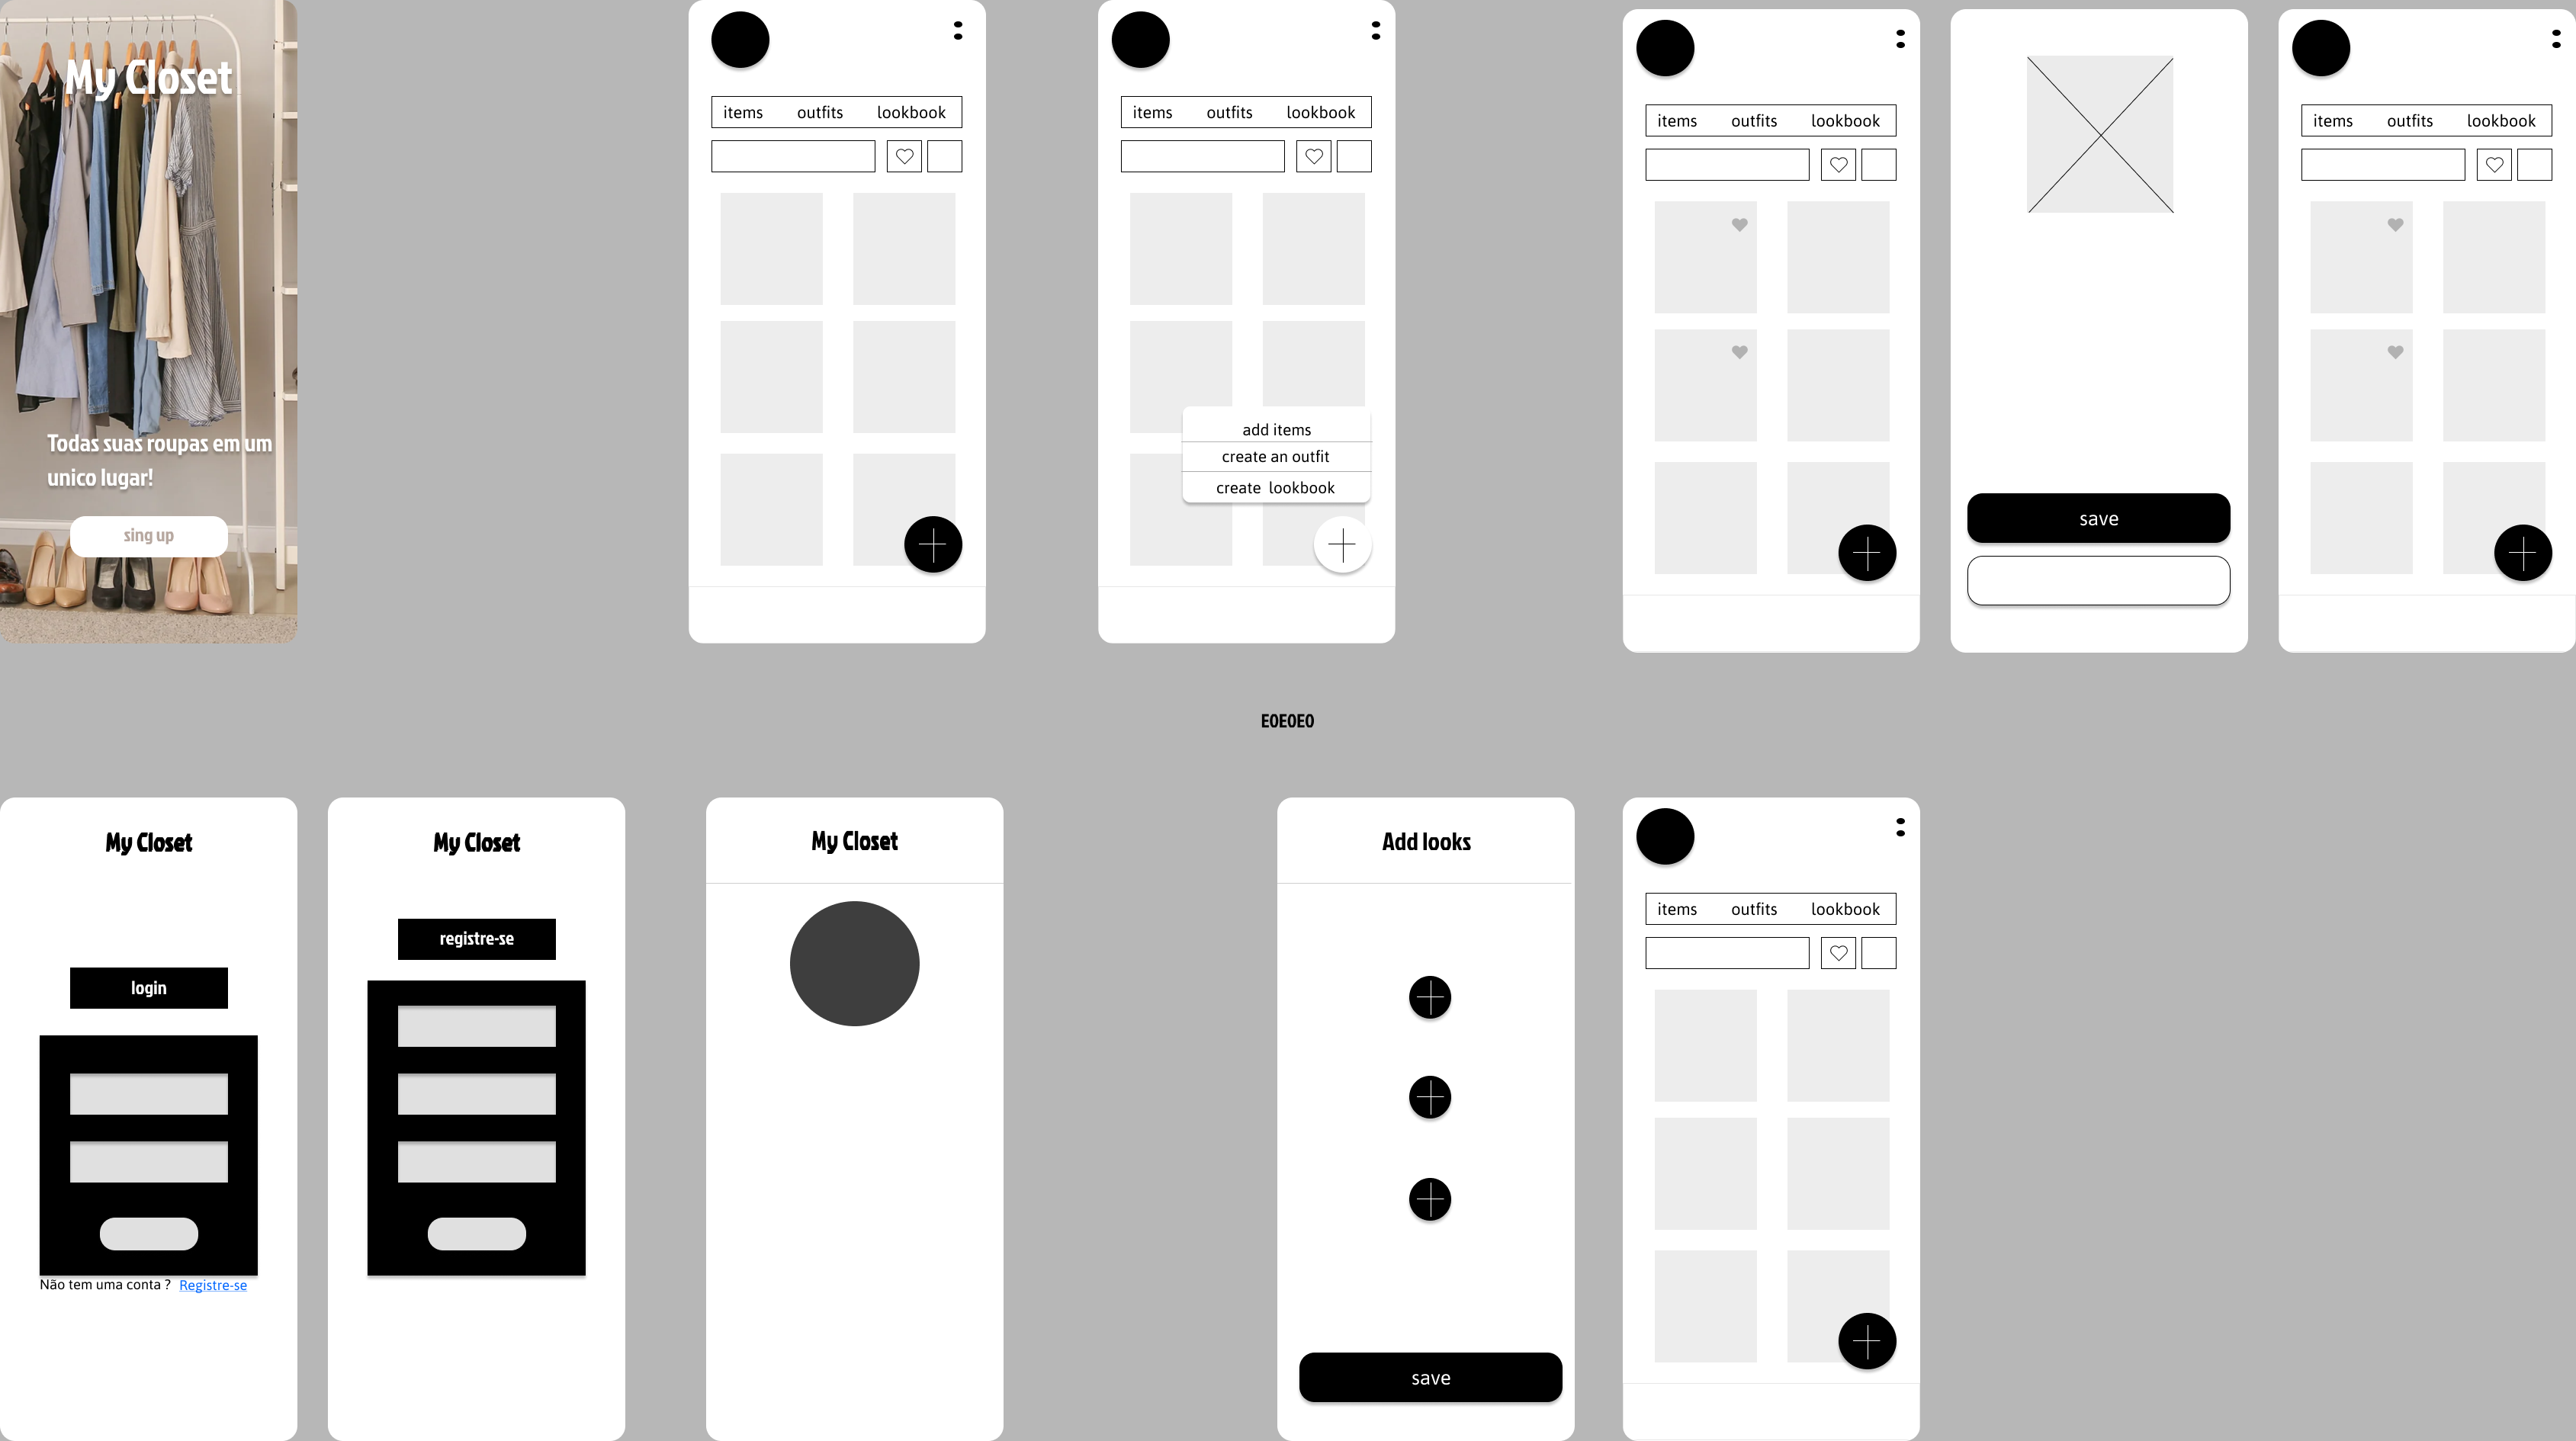 My Closet
Todas suas roupas em um
unico lugar!
sing up
items outfits lookbook
items outfits lookbook
add items
create an outfit
create lookbook
items outfits lookbook
save
items outfits lookbook
E0E0E0
My Closet
login
Não tem uma conta ? Registre-se
My Closet
registre-se
My Closet
Add looks
save
items outfits lookbook